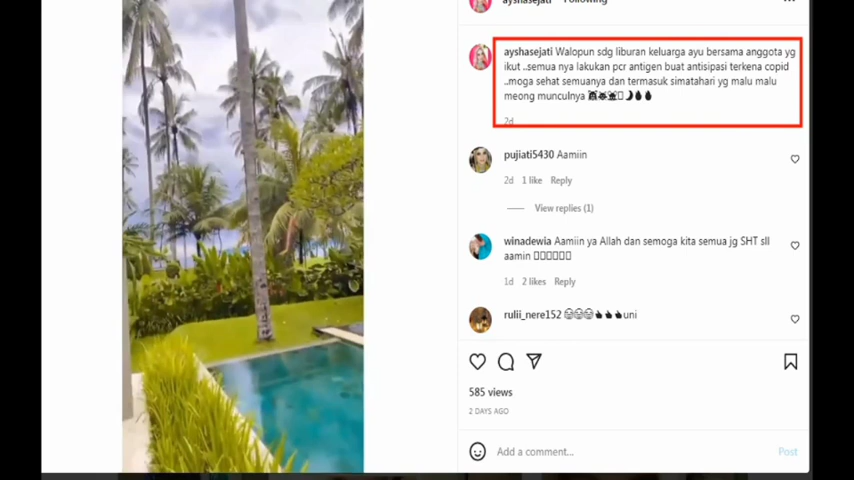 ayshasejati Following
ayshasejati Walopun sdg liburan keluarga ayu bersama anggota yg
ikut ..semua nya lakukan pcr antigen buat antisipasi terkena copid
..moga sehat semuanya dan termasuk simatahari yg malu malu
meong munculnya
2d
pujiati5430 Aamiin
2d 1 like Reply
View replies (1)
winadewia Aamiin ya Allah dan semoga kita semua jg SHT sll
aamiin
1d 2 likes Reply
rulii_nere152 uni
585 views
2 DAYS AGO
Add a comment...
Post